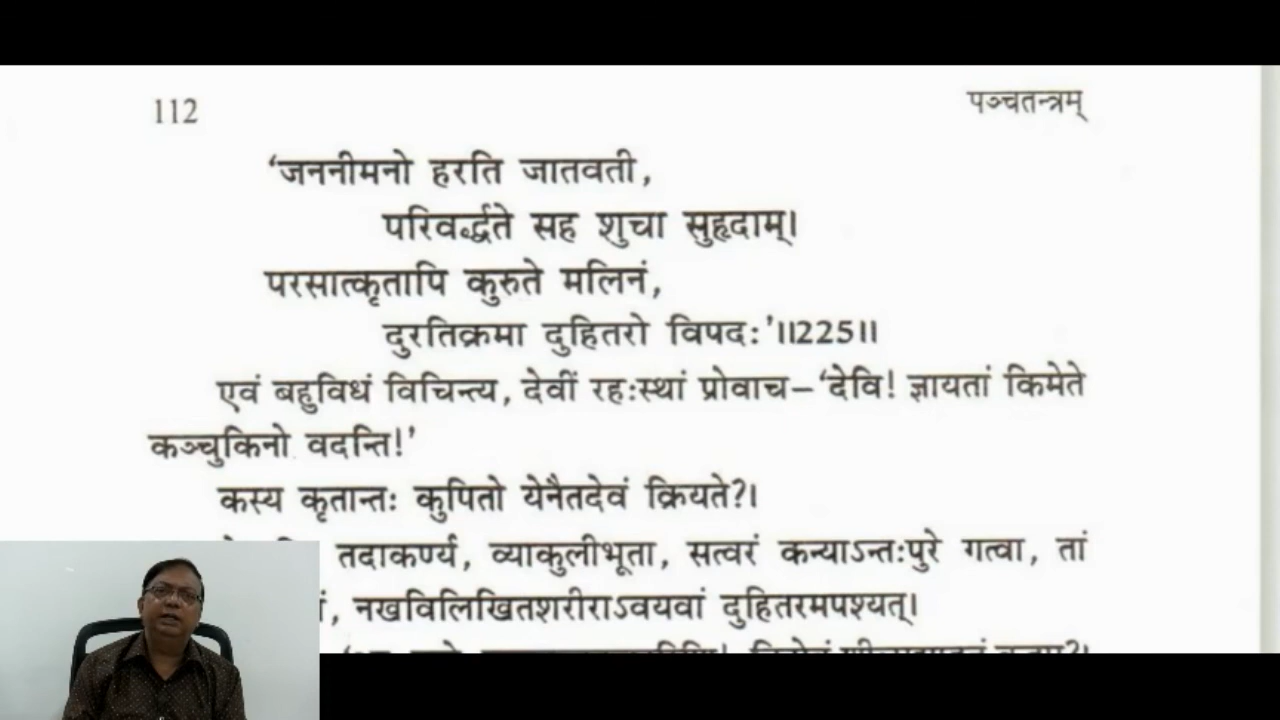 112
पञ्चतन्त्रम्
‘जननीमनो हरति जातवती,
परिवर्द्धते सह शुचा सुहृदाम्।
परसात्कृतापि कुरुते मलिनं,
दुरतिक्रमा दुहितरो विपदः’॥225॥
एवं बहुविधं विचिन्त्य, देवीं रहःस्थां प्रोवाच–‘देवि! ज्ञायतां किमेते
कञ्चुकिनो वदन्ति!’
कस्य कृतान्तः कुपितो येनैतदेवं क्रियते?।
तदाकर्ण्य, व्याकुलीभूता, सत्वरं कन्याऽन्तःपुरे गत्वा, तां
नखविलिखितशरीराऽवयवां दुहितरमपश्यत्।